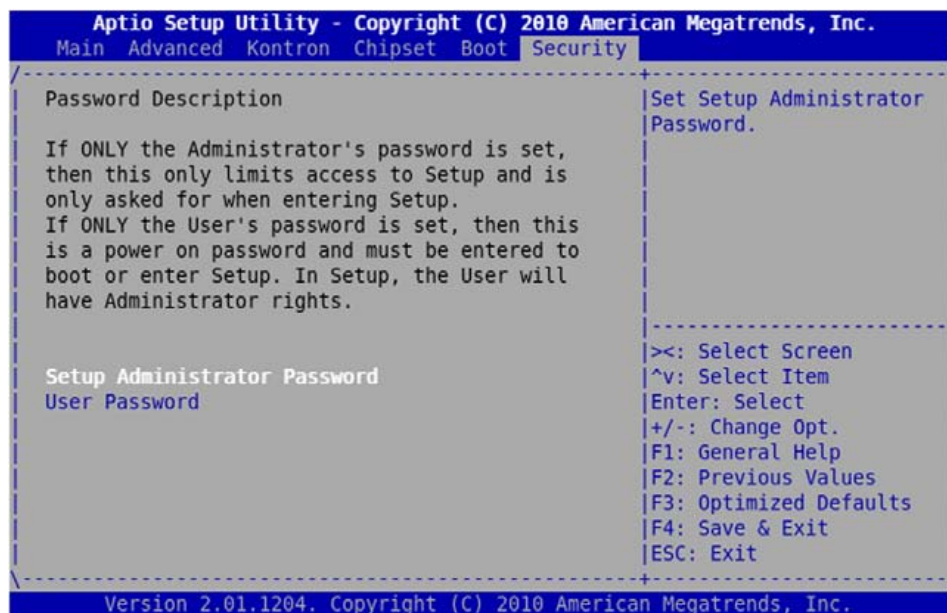 Aptio Setup Utility - Copyright (C) 2010 American Megatrends, Inc.
Main Advanced Kontron Chipset Boot Security
Password Description
If ONLY the Administrator's password is set,
then this only limits access to Setup and is
only asked for when entering Setup.
If ONLY the User's password is set, then this
is a power on password and must be entered to
boot or enter Setup. In Setup, the User will
have Administrator rights.
Setup Administrator Password
User Password
Set Setup Administrator
Password.
><: Select Screen
^v: Select Item
Enter: Select
+/-: Change Opt.
F1: General Help
F2: Previous Values
F3: Optimized Defaults
F4: Save & Exit
ESC: Exit
Version 2.01.1204. Copyright (C) 2010 American Megatrends, Inc.